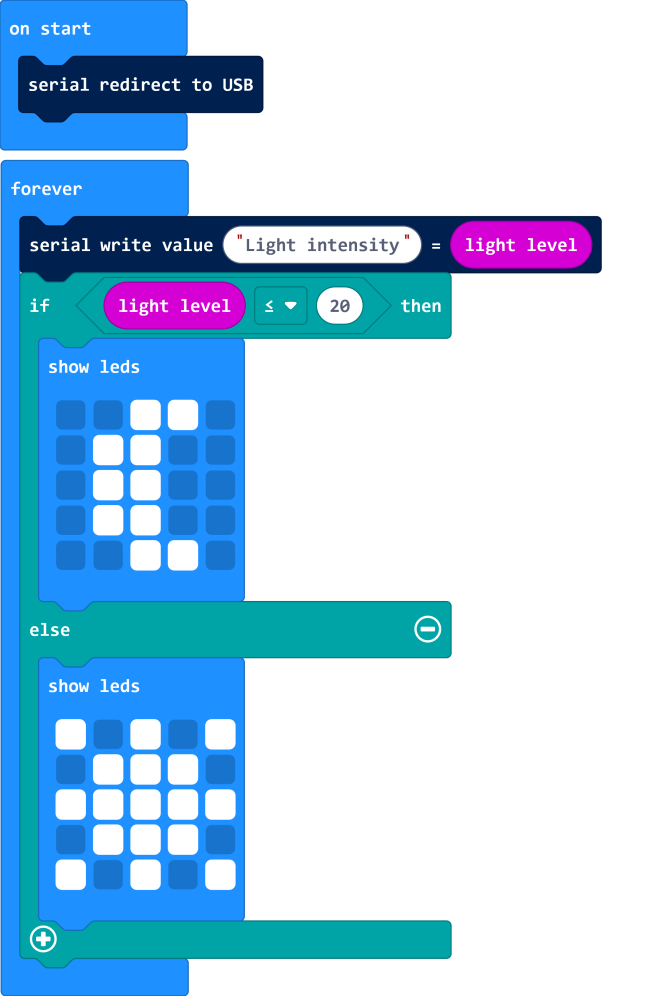 on start
serial redirect to USB
forever
serial write value "Light intensity" = light level
if light level ≤ 20 then
show leds
else
show leds